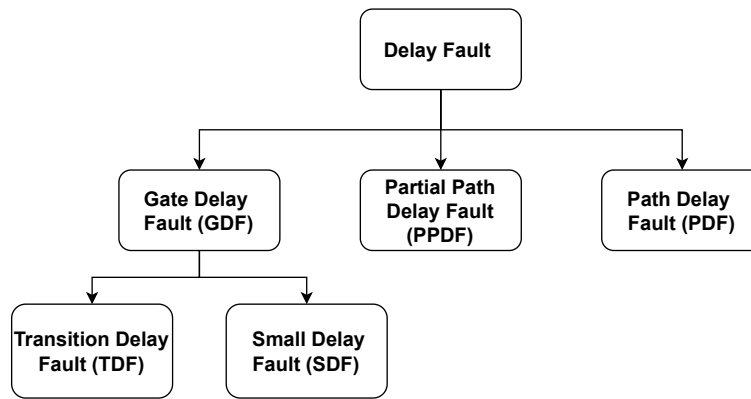 Delay Fault
Gate Delay
Fault (GDF)
Partial Path
Delay Fault
(PPDF)
Path Delay
Fault (PDF)
Transition Delay
Fault (TDF)
Small Delay
Fault (SDF)